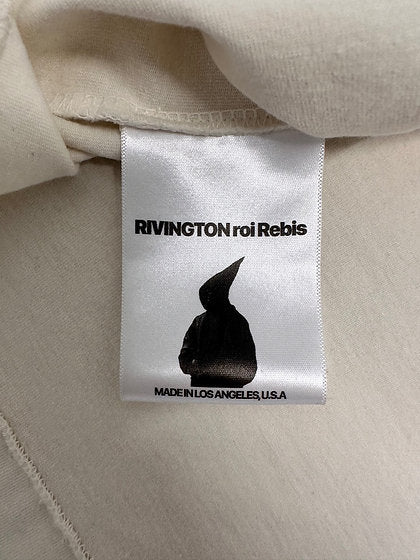 RIVINGTON roi Rebis
MADE IN LOS ANGELES, U.S.A